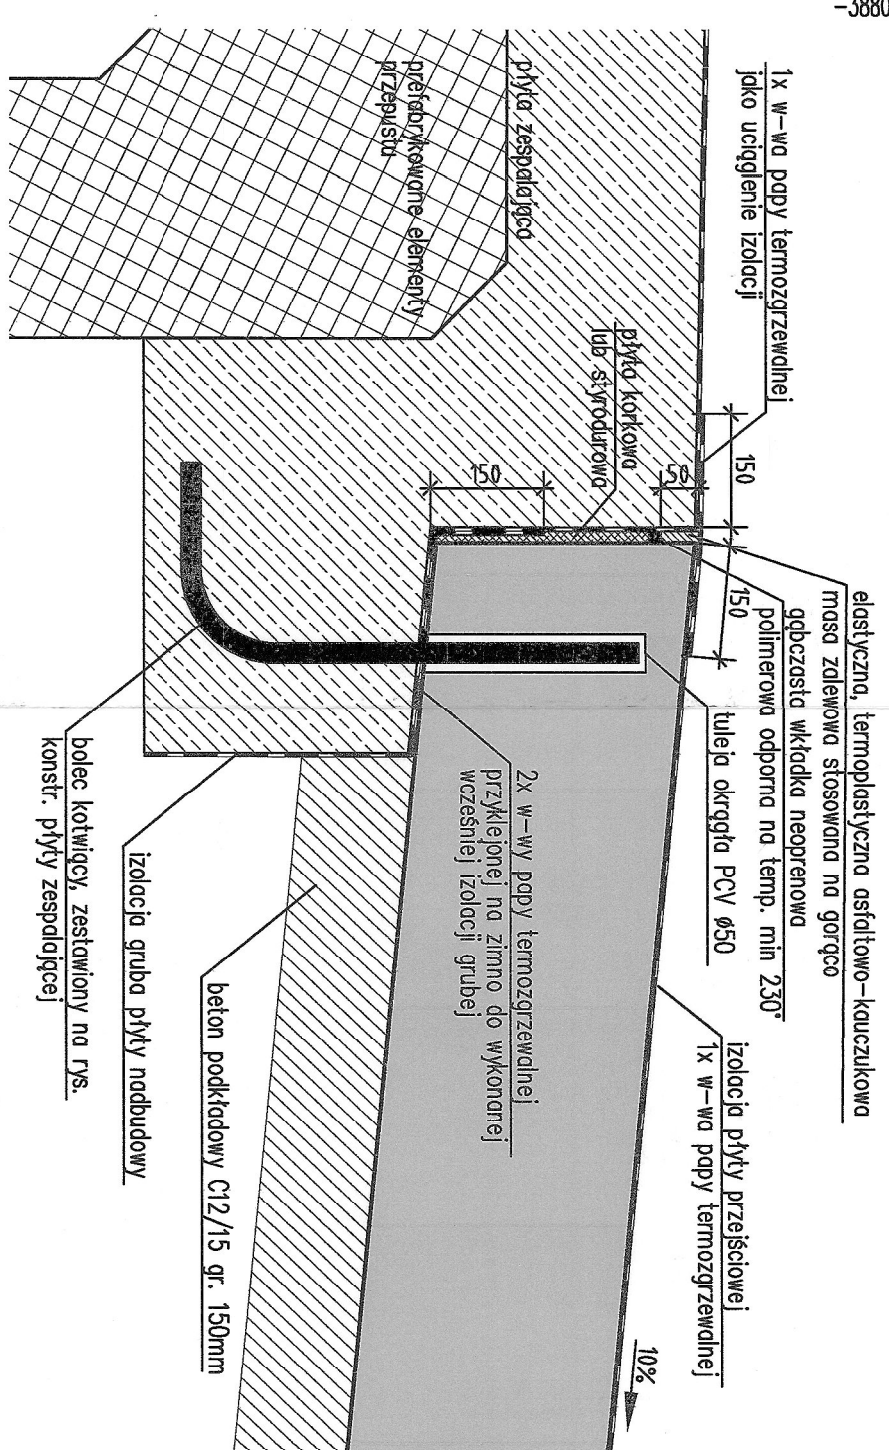 -3880
1x w-wa papy termozgrzewalnej
jako uciąglenie izolacji
płyta zespalająca
prefabrykowane elementy
przepustu
płyta korkowa
lub styrodurowa
150
50
150
150
elastyczna, termoplastyczna asfaltowo-kauczukowa
masa zalewowa stosowana na gorąco
gąbczasta wkładka neoprenowa
polimerowa odporna na temp. min 230°
tuleja okrągła PCV ø50
izolacja płyty przejściowej
1x w-wa papy termozgrzewalnej
10%
2x w-wy papy termozgrzewalnej
przyklejonej na zimno do wykonanej
wcześniej izolacji grubej
beton podkładowy C12/15 gr. 150mm
izolacja gruba płyty nadbudowy
bolec kotwiący, zestawiony na rys.
konstr. płyty zespalającej